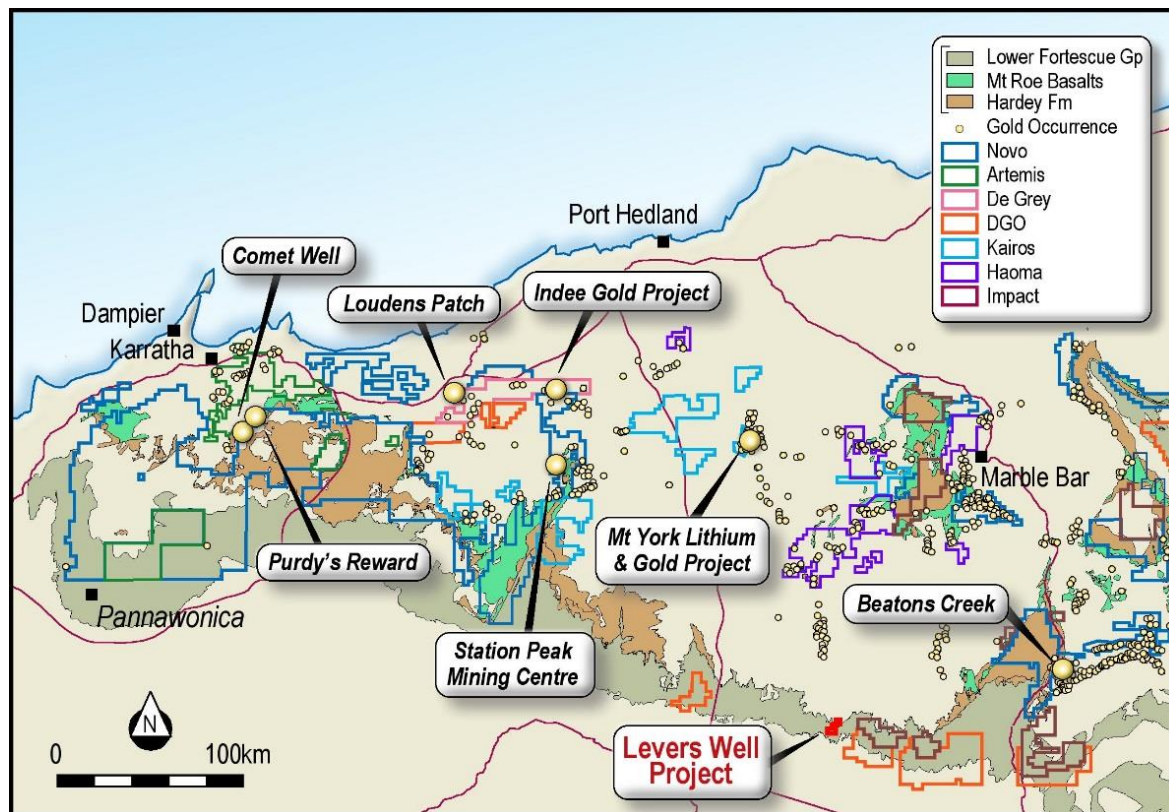 Lower Fortescue Gp
Mt Roe Basalts
Hardey Fm
Gold Occurrence
Novo
Artemis
De Grey
DGO
Kairos
Haoma
Impact
Port Hedland
Comet Well
Loudens Patch
Indee Gold Project
Dampier
Karratha
Marble Bar
Purdy's Reward
Mt York Lithium
& Gold Project
Pannawonica
Beatons Creek
Station Peak
Mining Centre
N
0 100km
Levers Well
Project